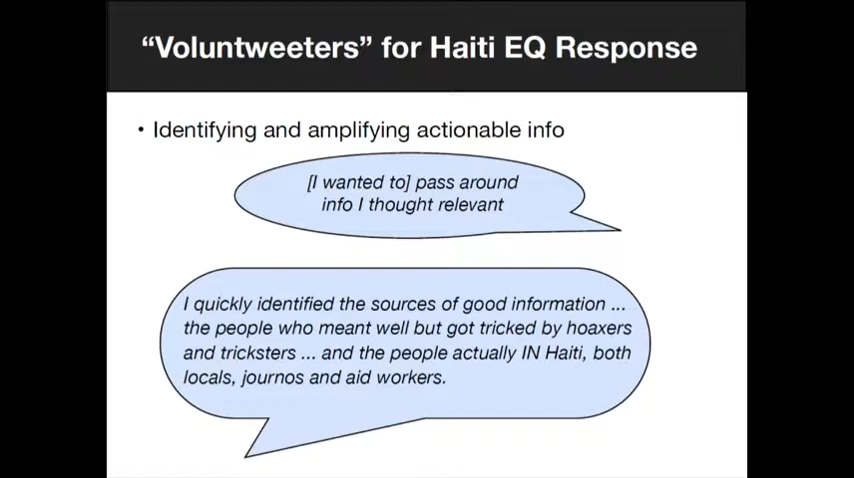 “Voluntweeters” for Haiti EQ Response
• Identifying and amplifying actionable info
[I wanted to] pass around
info I thought relevant
I quickly identified the sources of good information ...
the people who meant well but got tricked by hoaxers
and tricksters ... and the people actually IN Haiti, both
locals, journos and aid workers.